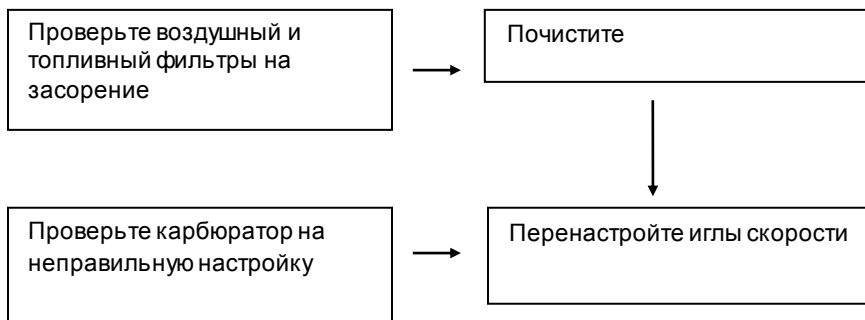 Проверьте воздушный и
топливный фильтры на
засорение
Почистите
Проверьте карбюратор на
неправильную настройку
Перенастройте иглы скорости